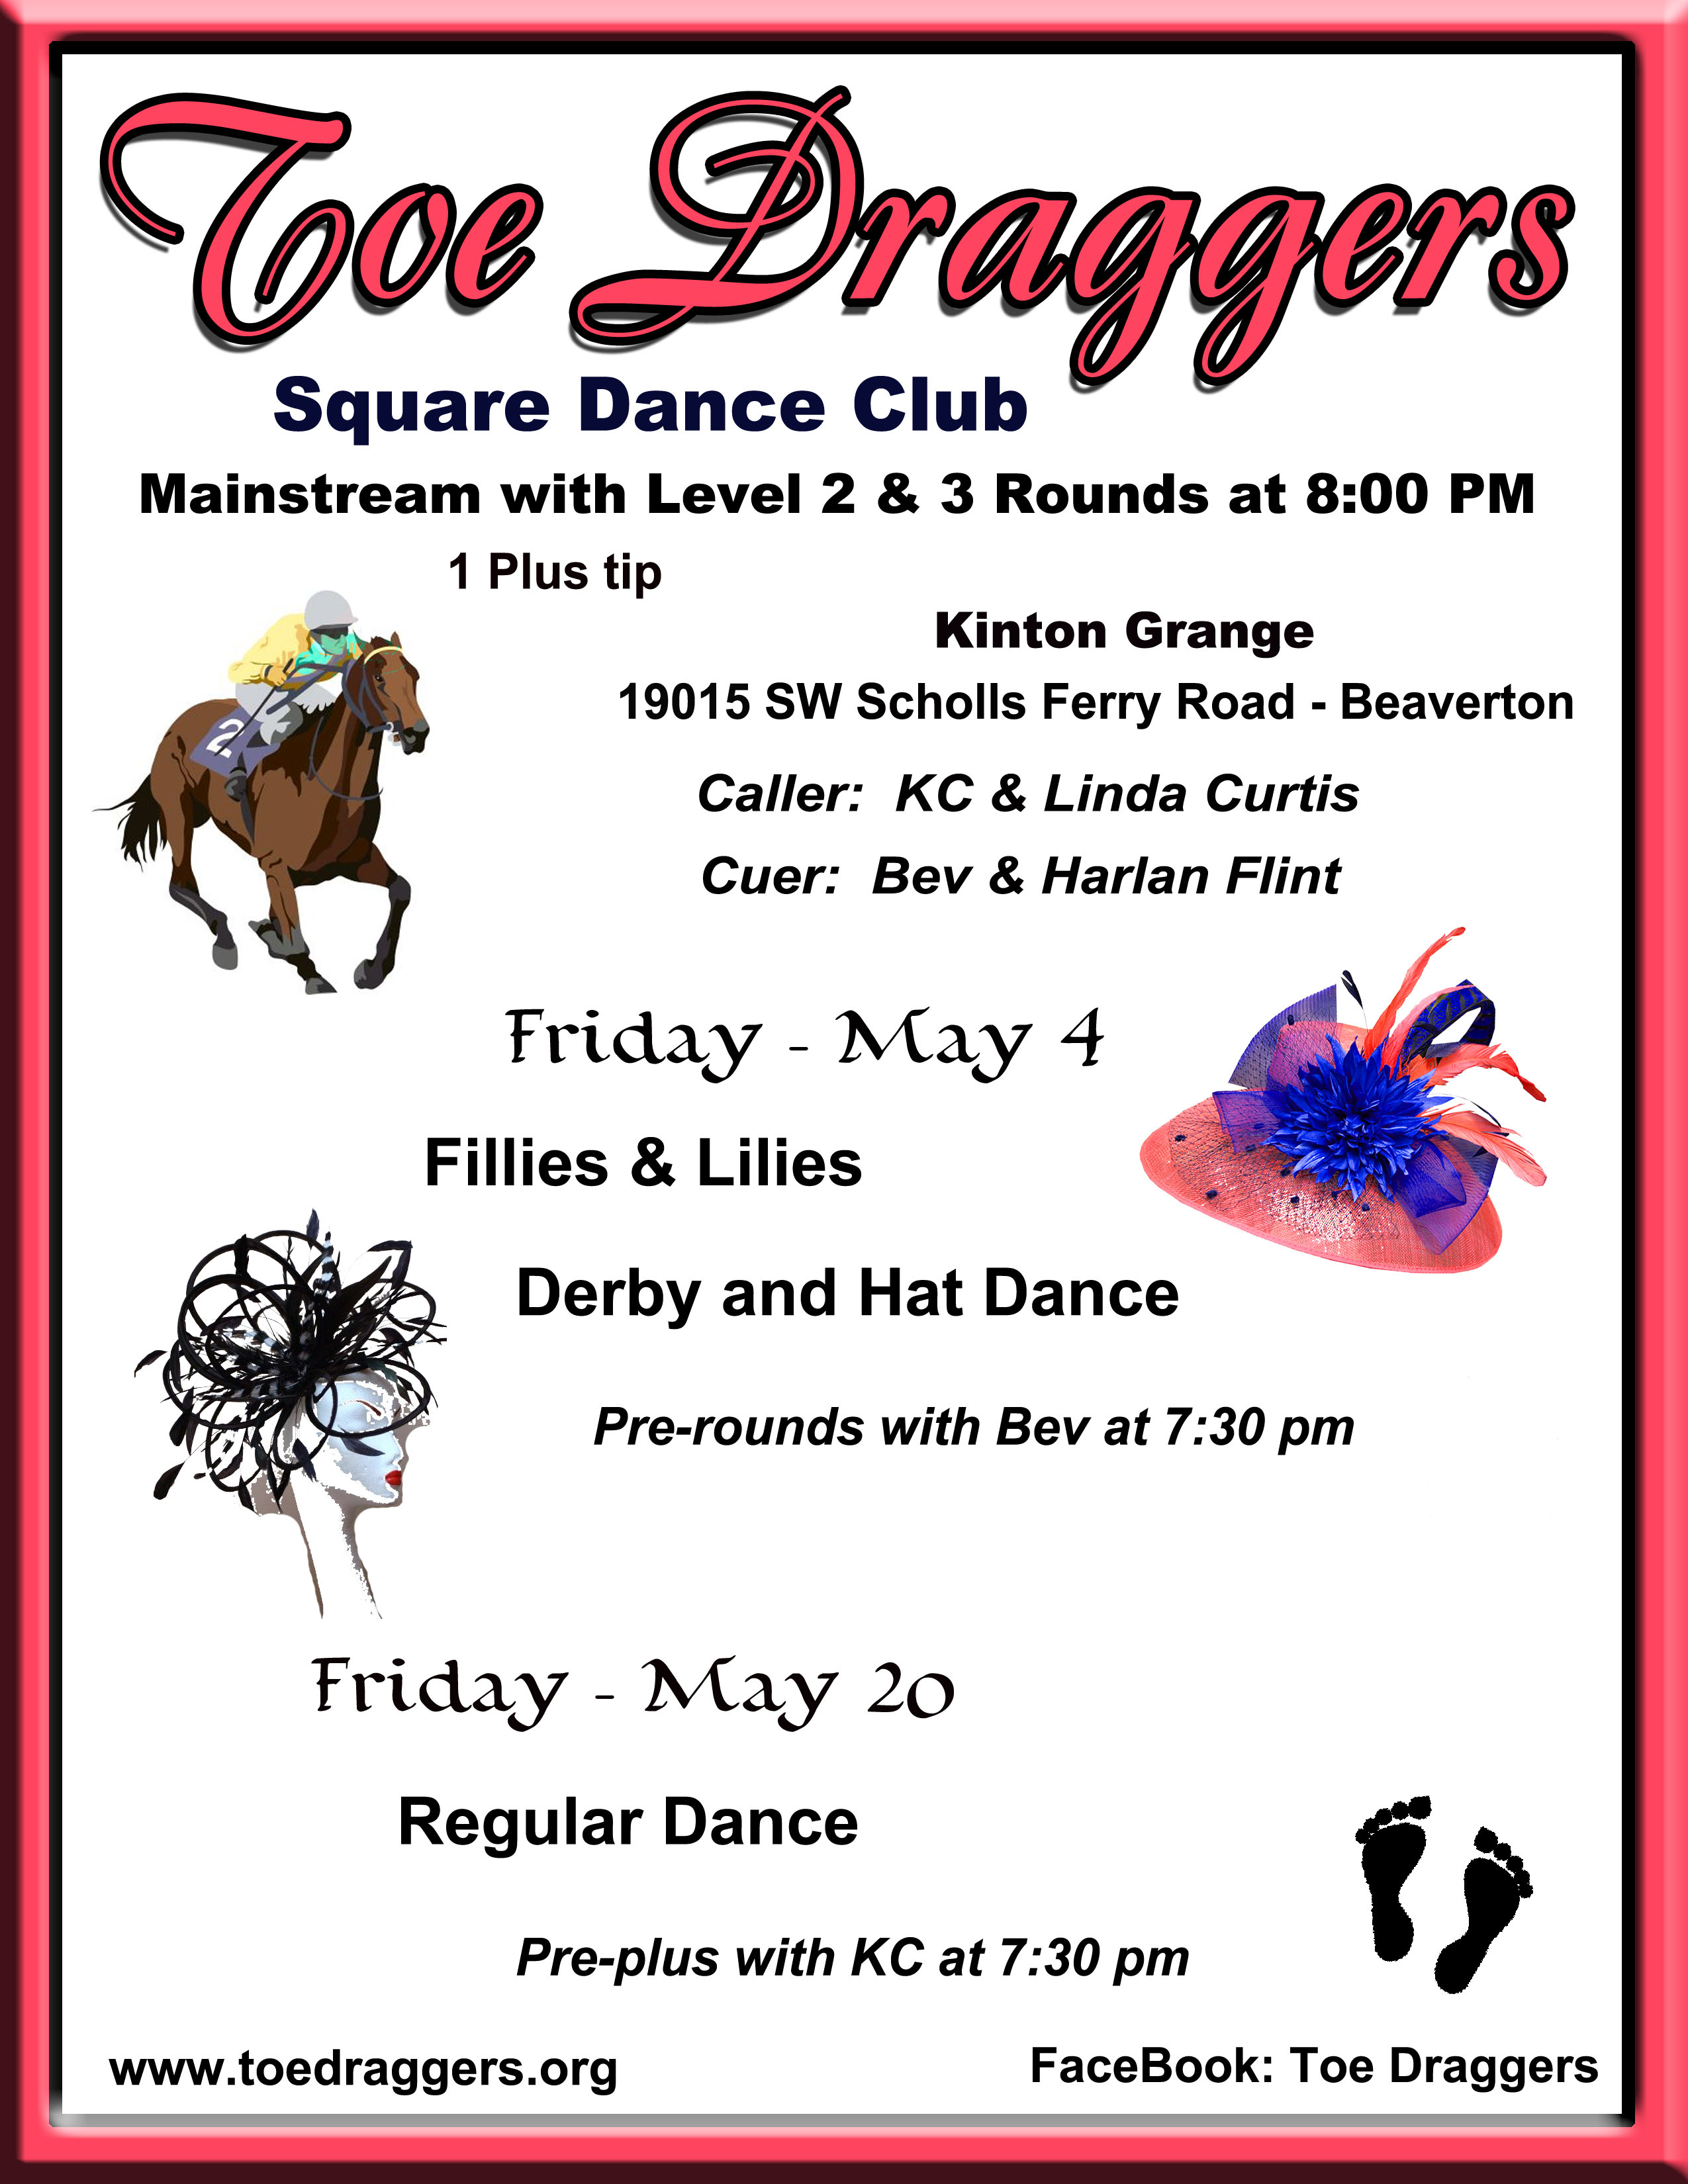 Toe Draggers
Square Dance Club
Mainstream with Level 2 & 3 Rounds at 8:00 PM
1 Plus tip
Kinton Grange
19015 SW Scholls Ferry Road - Beaverton
2
Caller: KC & Linda Curtis
Cuer: Bev & Harlan Flint
Friday - May 4
Fillies & Lilies
Derby and Hat Dance
Pre-rounds with Bev at 7:30 pm
Friday - May 20
Regular Dance
Pre-plus with KC at 7:30 pm
www.toedraggers.org
FaceBook: Toe Draggers